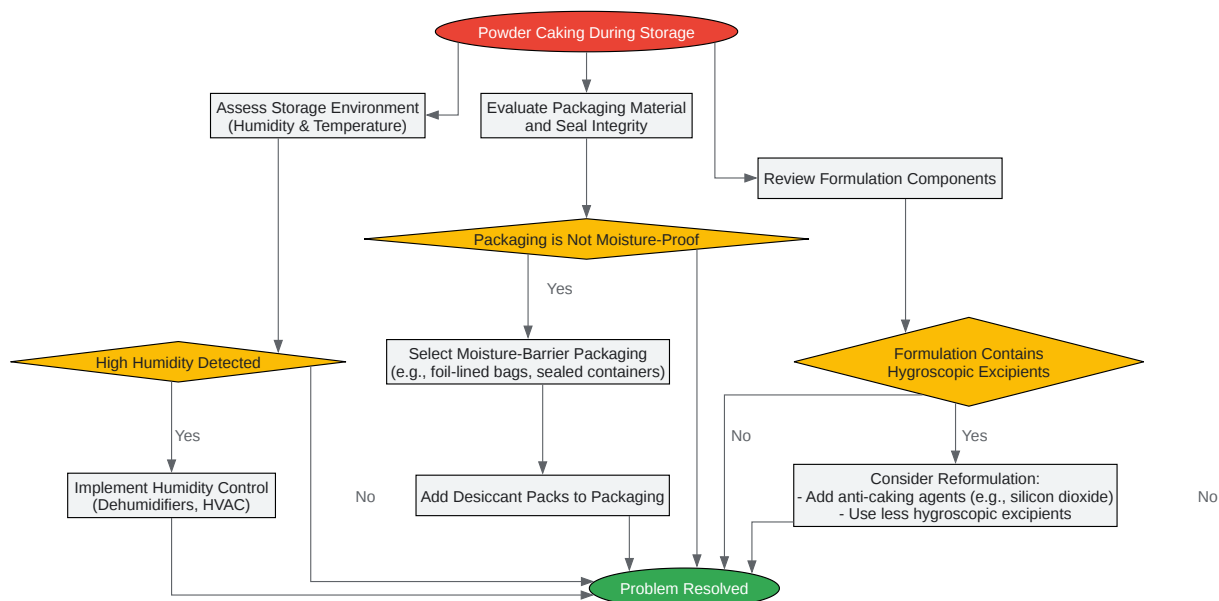 Powder Caking During Storage
Assess Storage Environment
(Humidity & Temperature)
Evaluate Packaging Material
and Seal Integrity
Review Formulation Components
Packaging is Not Moisture-Proof
Yes
High Humidity Detected
Select Moisture-Barrier Packaging
(e.g., foil-lined bags, sealed containers)
Formulation Contains
Hygroscopic Excipients
Yes
No
Yes
Implement Humidity Control
(Dehumidifiers, HVAC)
No
Add Desiccant Packs to Packaging
Consider Reformulation:
- Add anti-caking agents (e.g., silicon dioxide)
- Use less hygroscopic excipients
No
Problem Resolved